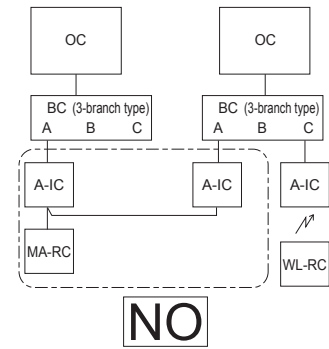 OC OC
BC (3-branch type) BC (3-branch type)
A B C A B C
A-IC A-IC A-IC
MA-RC WL-RC
NO